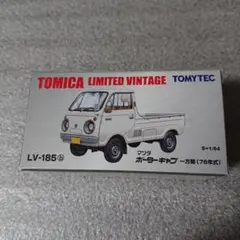 TOMICA LIMITED VINTAGE TOMYTEC
S=1/64
LV-185b マツダ
ポーターキャブ 一方開(76年式)